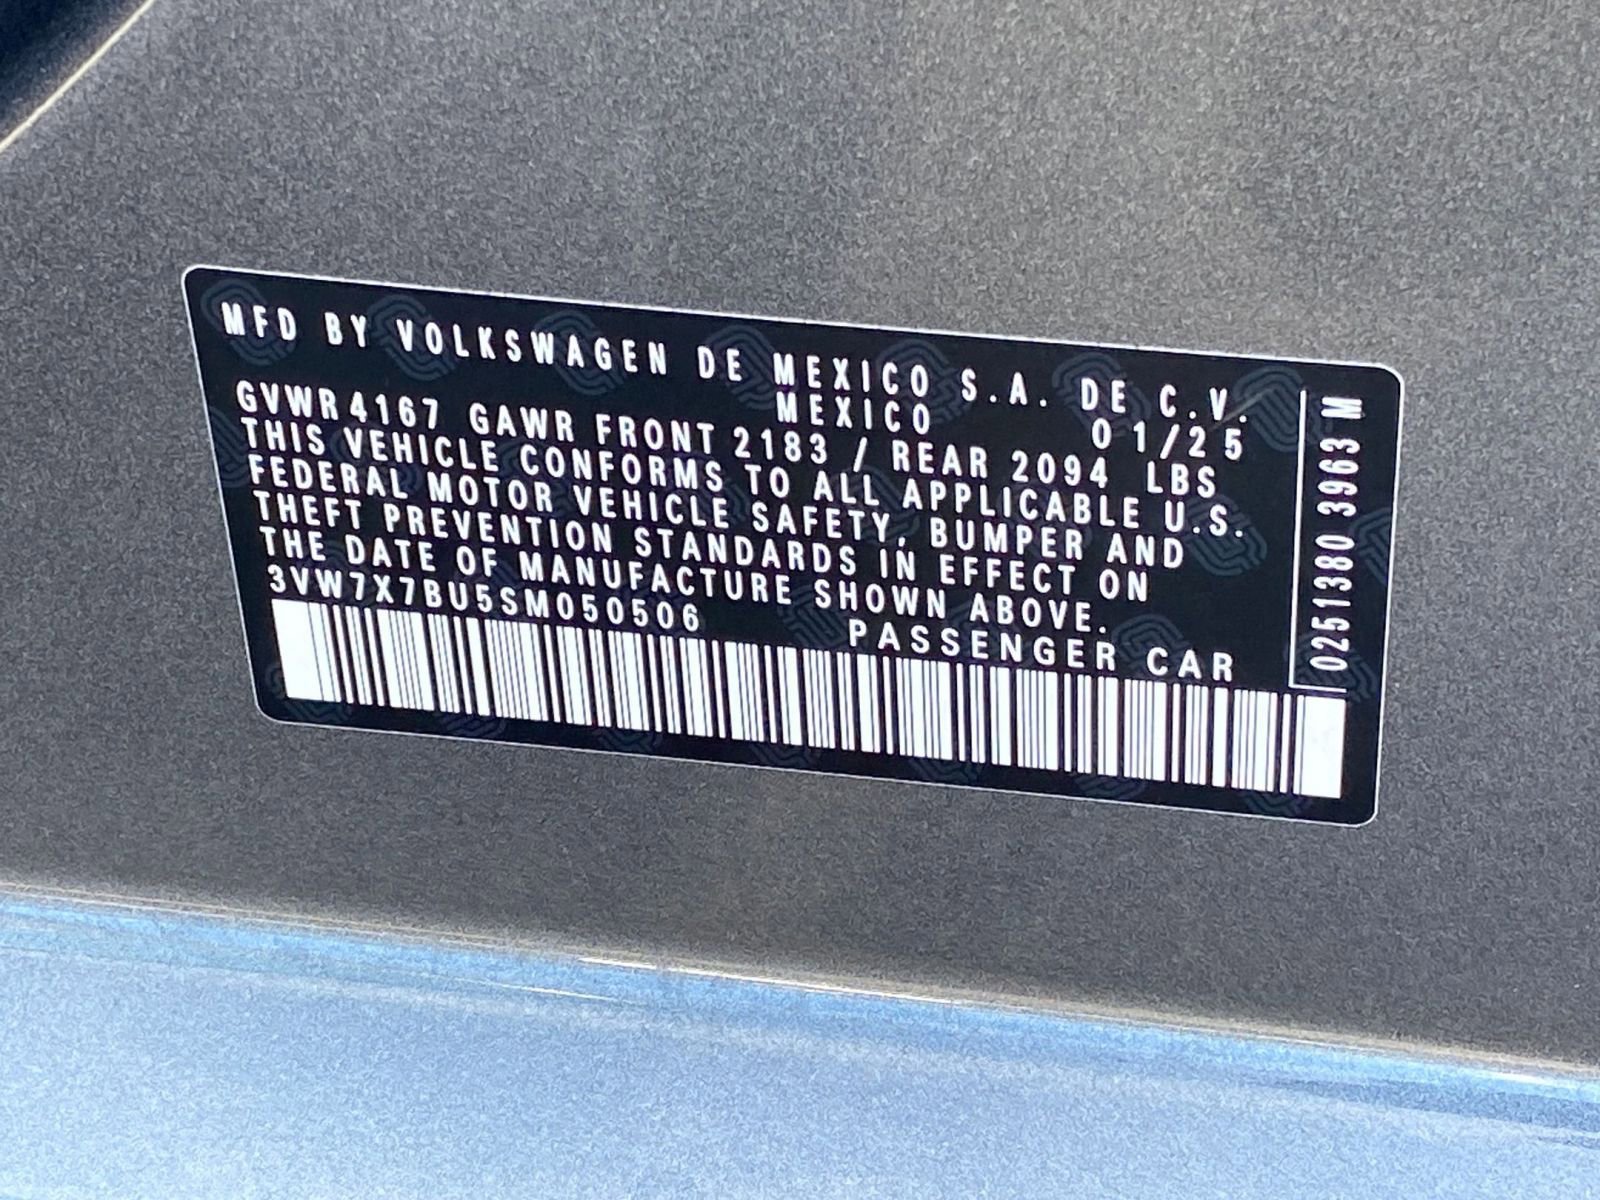 MFD BY VOLKSWAGEN DE MEXICO S.A. DE C.V.
MEXICO 01/25
GVWR 4167 GAWR FRONT 2183 / REAR 2094 LBS
THIS VEHICLE CONFORMS TO ALL APPLICABLE U.S.
FEDERAL MOTOR VEHICLE SAFETY, BUMPER AND
THEFT PREVENTION STANDARDS IN EFFECT ON
THE DATE OF MANUFACTURE SHOWN ABOVE.
3VW7X7BU5SM050506 PASSENGER CAR
0251380 3963 M